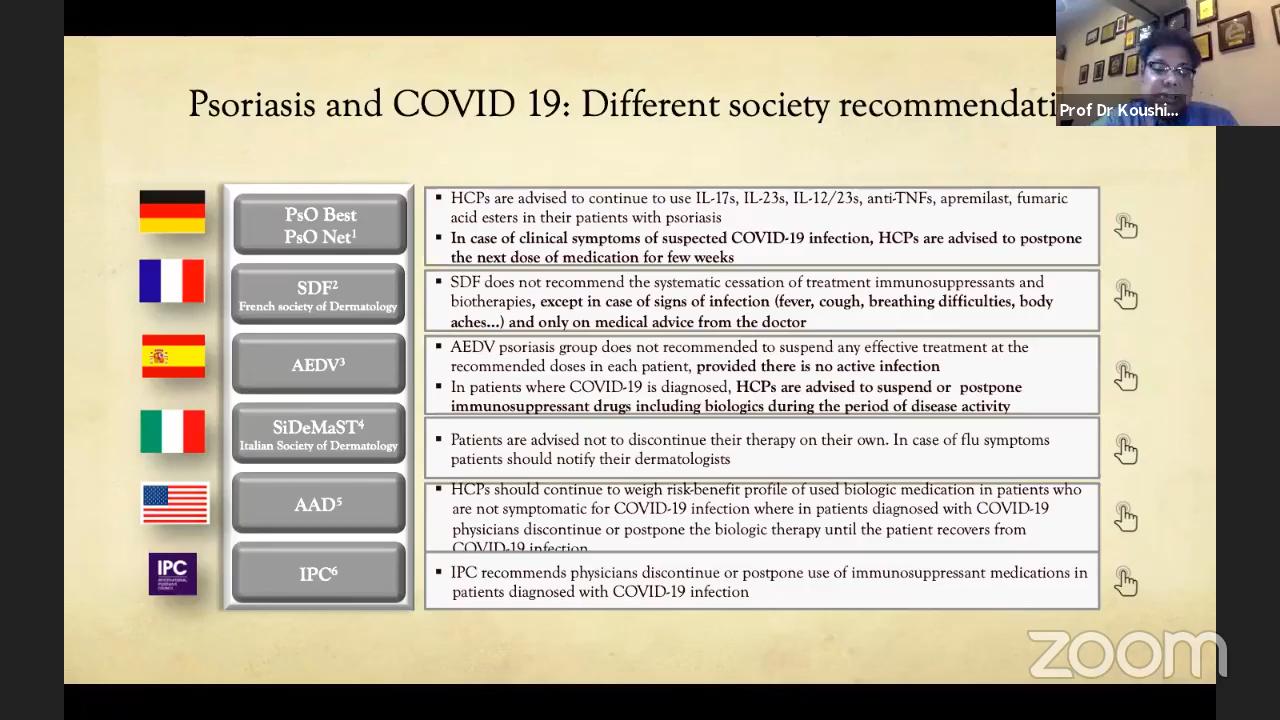 Psoriasis and COVID 19: Different society recommendati
Prof Dr Koushi...
PsO Best
PsO Net¹
▪ HCPs are advised to continue to use IL-17s, IL-23s, IL-12/23s, anti-TNFs, apremilast, fumaric
acid esters in their patients with psoriasis
▪ In case of clinical symptoms of suspected COVID-19 infection, HCPs are advised to postpone
the next dose of medication for few weeks
SDF²
French society of Dermatology
▪ SDF does not recommend the systematic cessation of treatment immunosuppressants and
biotherapies, except in case of signs of infection (fever, cough, breathing difficulties, body
aches...) and only on medical advice from the doctor
AEDV³
▪ AEDV psoriasis group does not recommended to suspend any effective treatment at the
recommended doses in each patient, provided there is no active infection
▪ In patients where COVID-19 is diagnosed, HCPs are advised to suspend or postpone
immunosuppressant drugs including biologics during the period of disease activity
SiDeMaST⁴
Italian Society of Dermatology
▪ Patients are advised not to discontinue their therapy on their own. In case of flu symptoms
patients should notify their dermatologists
AAD⁵
▪ HCPs should continue to weigh risk-benefit profile of used biologic medication in patients who
are not symptomatic for COVID-19 infection where in patients diagnosed with COVID-19
physicians discontinue or postpone the biologic therapy until the patient recovers from
COVID-19 infection
IPC
IPC⁶
▪ IPC recommends physicians discontinue or postpone use of immunosuppressant medications in
patients diagnosed with COVID-19 infection
zoom